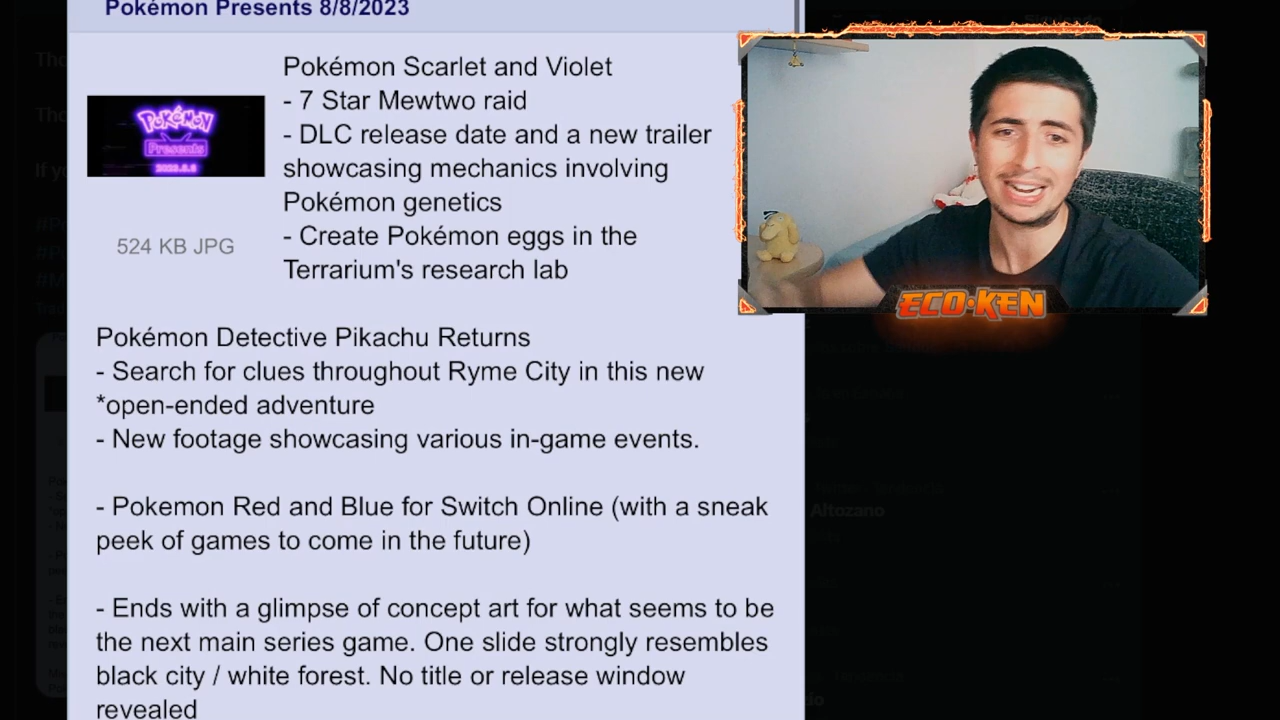 Pokémon Presents 8/8/2023
Pokémon Scarlet and Violet
- 7 Star Mewtwo raid
- DLC release date and a new trailer
showcasing mechanics involving
Pokémon genetics
- Create Pokémon eggs in the
Terrarium's research lab
POKéMON
Presents
2023.8.8
524 KB JPG
ECO·KEN
Pokémon Detective Pikachu Returns
- Search for clues throughout Ryme City in this new
*open-ended adventure
- New footage showcasing various in-game events.
- Pokemon Red and Blue for Switch Online (with a sneak
peek of games to come in the future)
Altozano
- Ends with a glimpse of concept art for what seems to be
the next main series game. One slide strongly resembles
black city / white forest. No title or release window
revealed